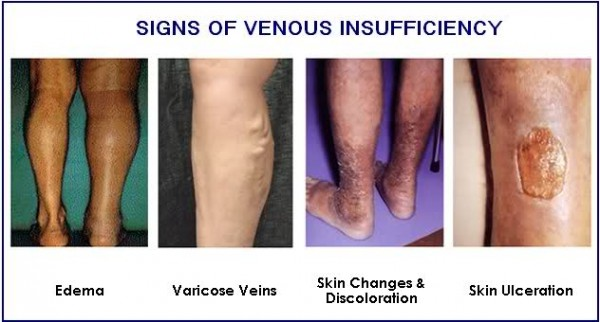 SIGNS OF VENOUS INSUFFICIENCY
Edema
Varicose Veins
Skin Changes &
Discoloration
Skin Ulceration